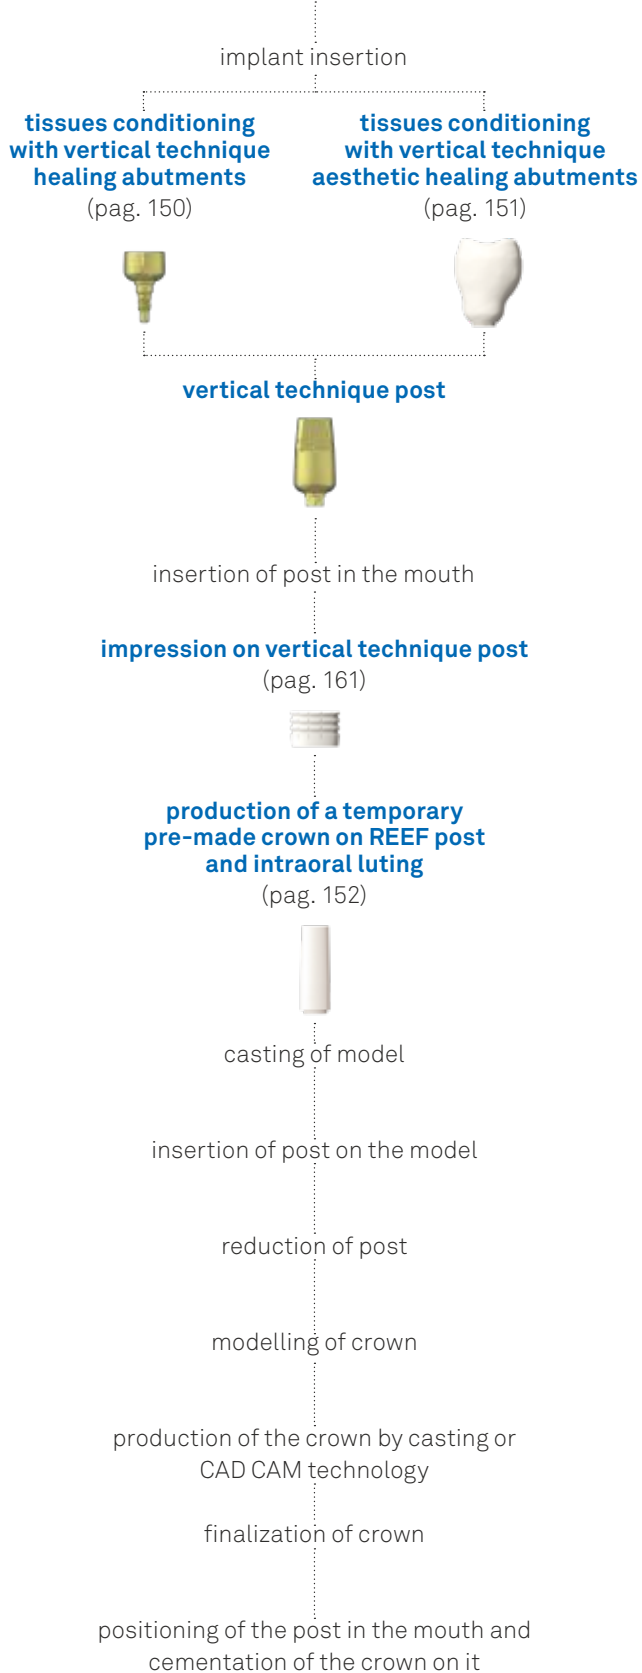 implant insertion
tissues conditioning
with vertical technique
healing abutments
(pag. 150)
tissues conditioning
with vertical technique
aesthetic healing abutments
(pag. 151)
vertical technique post
insertion of post in the mouth
impression on vertical technique post
(pag. 161)
production of a temporary
pre-made crown on REEF post
and intraoral luting
(pag. 152)
casting of model
insertion of post on the model
reduction of post
modelling of crown
production of the crown by casting or
CAD CAM technology
finalization of crown
positioning of the post in the mouth and
cementation of the crown on it